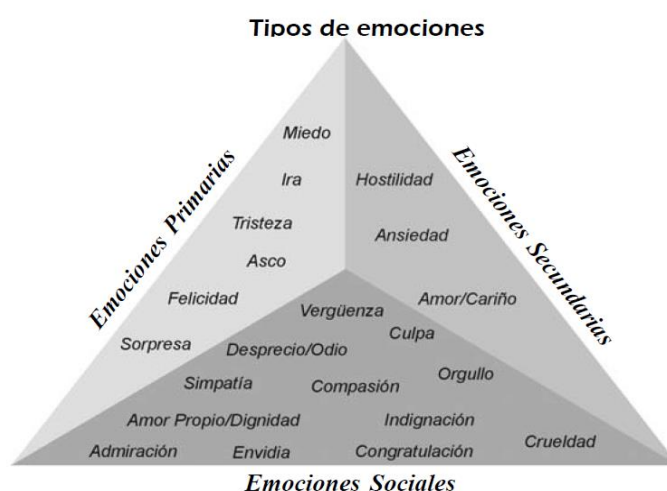 Tipos de emociones
Emociones Primarias
Miedo
Ira
Tristeza
Asco
Felicidad
Sorpresa
Emociones Secundarias
Hostilidad
Ansiedad
Amor/Cariño
Vergüenza
Culpa
Desprecio/Odio
Orgullo
Simpatía
Compasión
Amor Propio/Dignidad
Indignación
Crueldad
Admiración
Envidia
Congratulación
Emociones Sociales